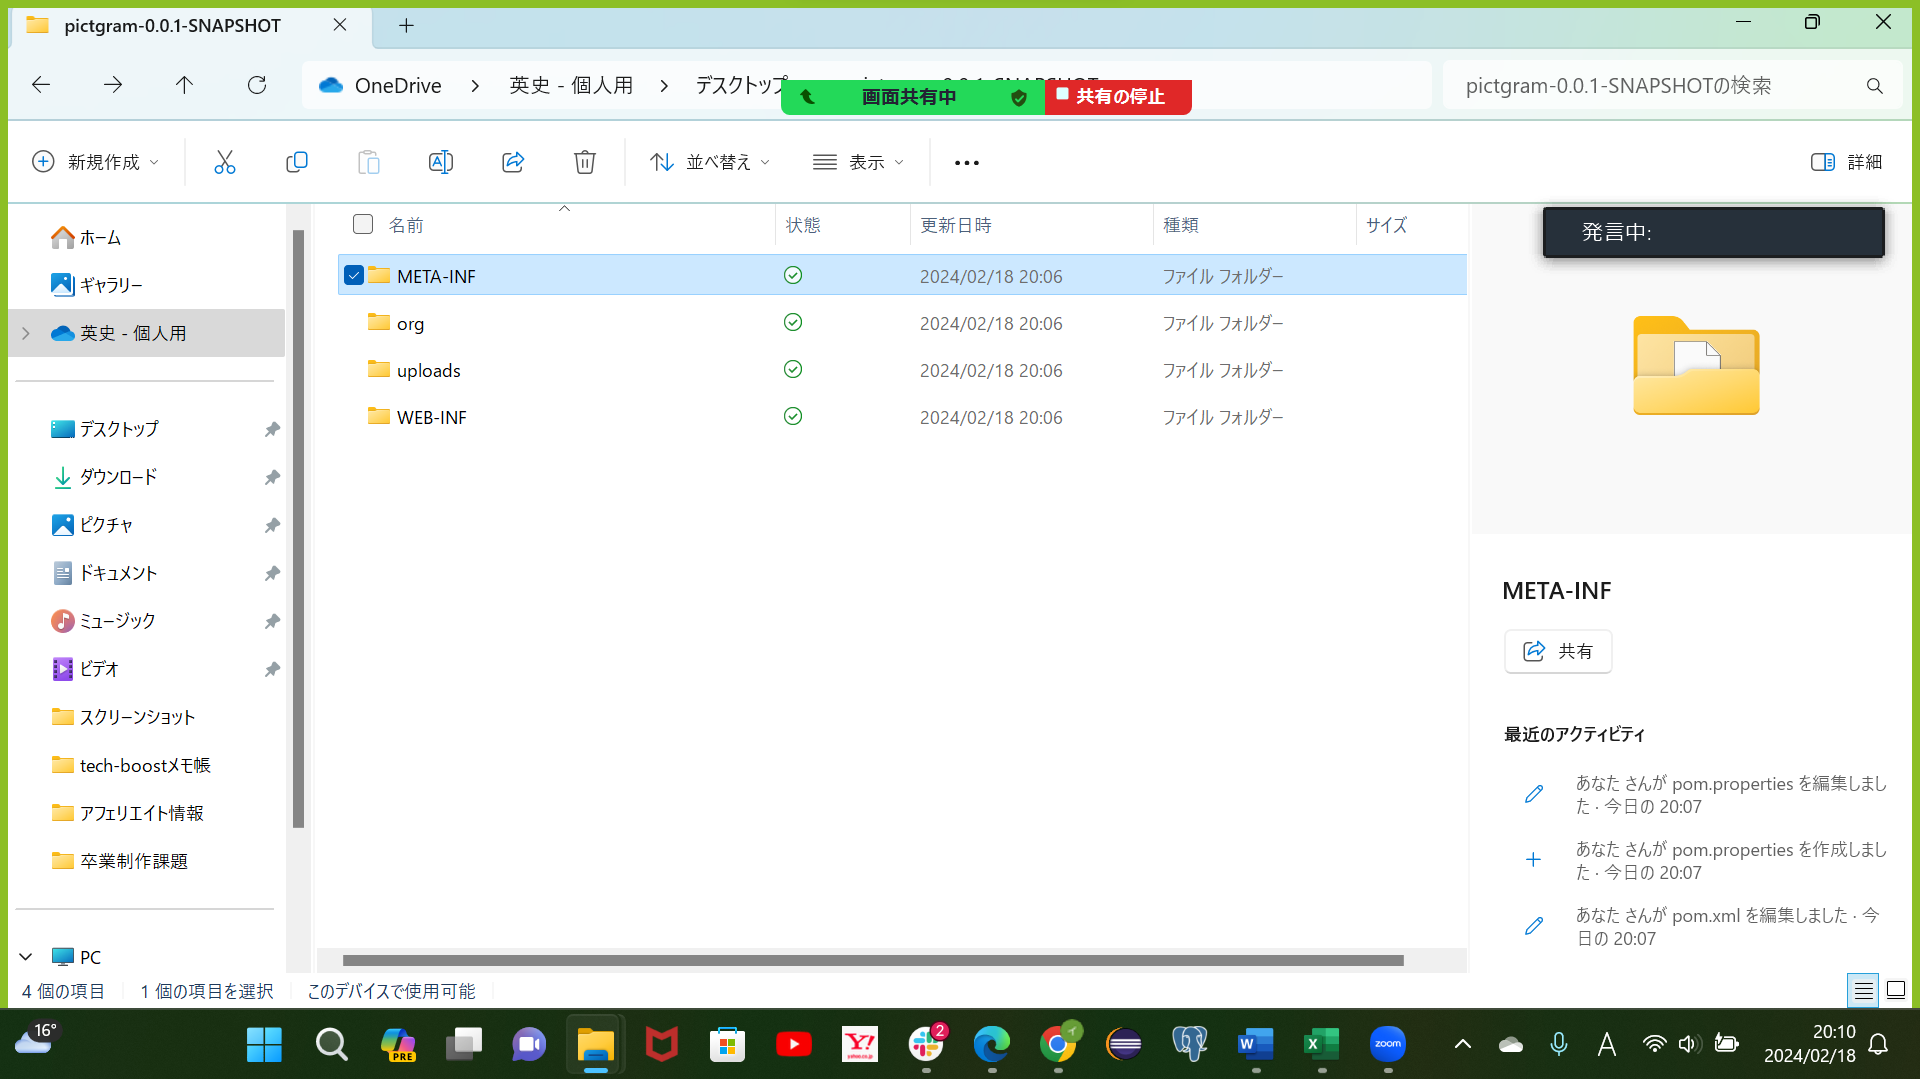 pictgram-0.0.1-SNAPSHOT
OneDrive
英史 - 個人用
デスクトップ
画面共有中
共有の停止
pictgram-0.0.1-SNAPSHOTの検索
新規作成
並べ替え
表示
詳細
名前
状態
更新日時
種類
サイズ
発言中:
META-INF
2024/02/18 20:06
ファイル フォルダー
org
2024/02/18 20:06
ファイル フォルダー
uploads
2024/02/18 20:06
ファイル フォルダー
WEB-INF
2024/02/18 20:06
ファイル フォルダー
ホーム
ギャラリー
英史 - 個人用
デスクトップ
ダウンロード
ピクチャ
ドキュメント
ミュージック
ビデオ
スクリーンショット
tech-boostメモ帳
アフェリエイト情報
卒業制作課題
PC
META-INF
共有
最近のアクティビティ
あなた さんが pom.properties を編集しまし
た · 今日の 20:07
あなた さんが pom.properties を作成しまし
た · 今日の 20:07
あなた さんが pom.xml を編集しました · 今
日の 20:07
4 個の項目
1 個の項目を選択
このデバイスで使用可能
16°
PRE
Y!
yahoo.co.jp
2
W
X
zoom
A
20:10
2024/02/18